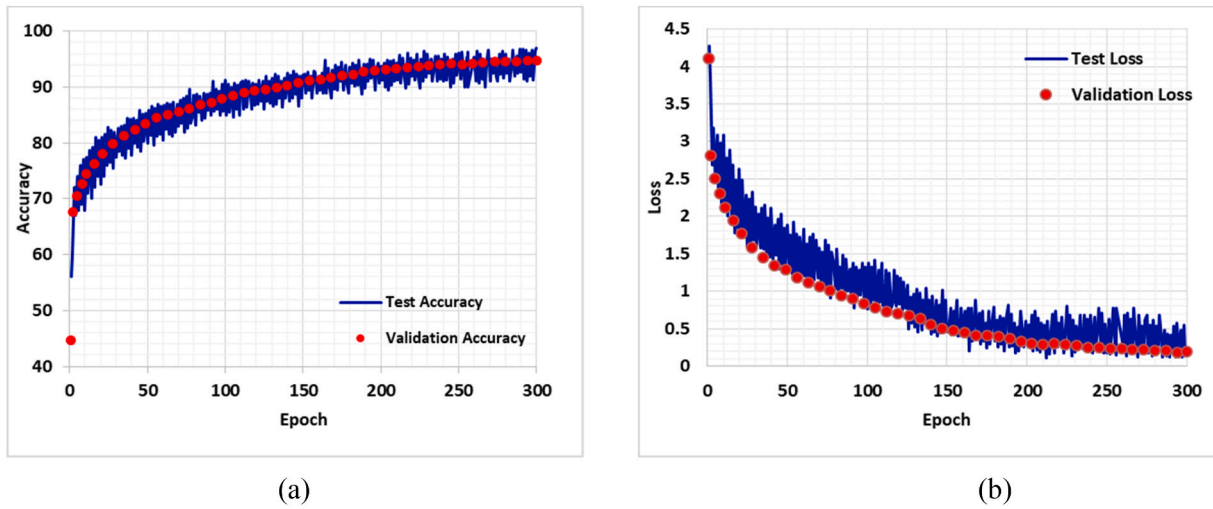 100
90
80
70
60
50
40
Accuracy
0 50 100 150 200 250 300
Epoch
Test Accuracy
Validation Accuracy
(a)
4.5
4
3.5
3
2.5
2
1.5
1
0.5
0
Loss
0 50 100 150 200 250 300
Epoch
Test Loss
Validation Loss
(b)